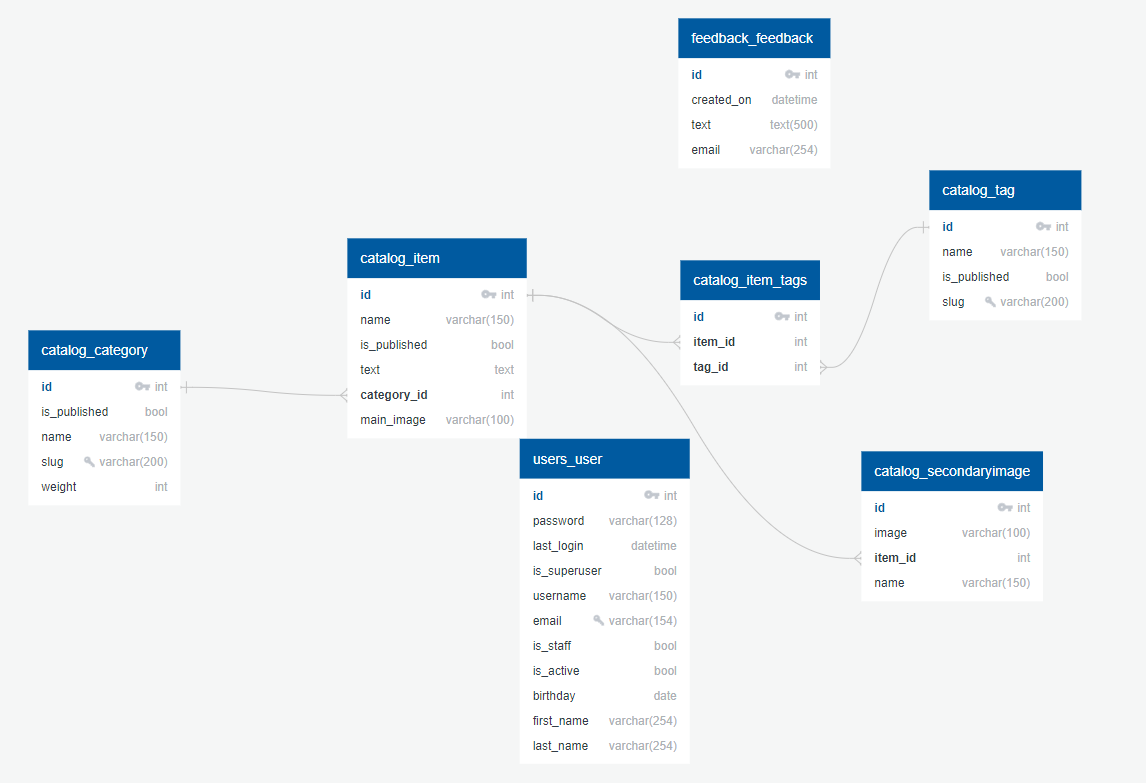 feedback_feedback
id int
created_on datetime
text text(500)
email varchar(254)
catalog_tag
id int
name varchar(150)
is_published bool
slug varchar(200)
catalog_item
id int
name varchar(150)
is_published bool
text text
category_id int
main_image varchar(100)
catalog_item_tags
id int
item_id int
tag_id int
catalog_category
id int
is_published bool
name varchar(150)
slug varchar(200)
weight int
users_user
id int
password varchar(128)
last_login datetime
is_superuser bool
username varchar(150)
email varchar(154)
is_staff bool
is_active bool
birthday date
first_name varchar(254)
last_name varchar(254)
catalog_secondaryimage
id int
image varchar(100)
item_id int
name varchar(150)